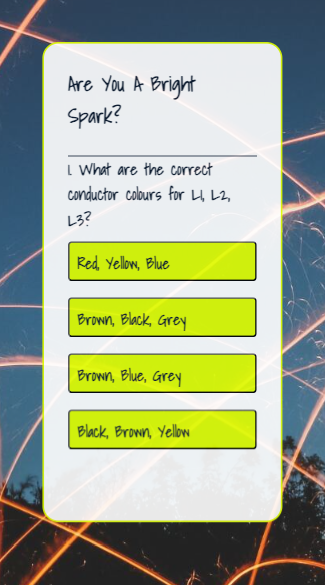 Are You A Bright
Spark?
1. What are the correct
conductor colours for L1, L2,
L3?
Red, Yellow, Blue
Brown, Black, Grey
Brown, Blue, Grey
Black, Brown, Yellow